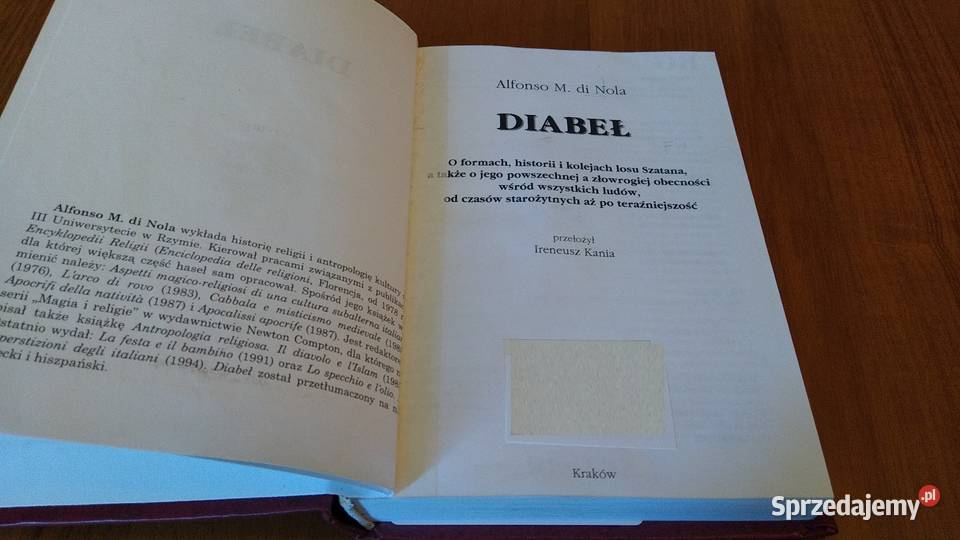 Alfonso M. di Nola wykłada historię religii i antropologię kultury
III Uniwersytecie w Rzymie. Kierował pracami związanymi z
Encyklopedii Religii (Enciclopedia delle religioni, Florencja, od 1978
dla której większą część haseł sam opracował. Spośród jego książek
mienić należy: Aspetti magico-religiosi di una cultura subalterna
(1976), L'arco di rovo (1983), Cabbala e misticismo medievale
Apocrifi della natività (1987) i Apocalissi apocrife (1987). Jest
serii „Magia i religie” w wydawnictwie Newton Compton, dla którego
pisał także książkę Antropologia religiosa. Il diavolo e l'Islam
Ostatnio wydał: La festa e il bambino (1991) oraz Lo specchio e l'olio.
perstizioni degli italiani (1994). Diabeł został przetłumaczony na
ecki i hiszpański.
Alfonso M. di Nola
DIABEŁ
O formach, historii i kolejach losu Szatana,
a także o jego powszechnej a złowrogiej obecności
wśród wszystkich ludów,
od czasów starożytnych aż po teraźniejszość
przełożył
Ireneusz Kania
Kraków
Sprzedajemy.pl